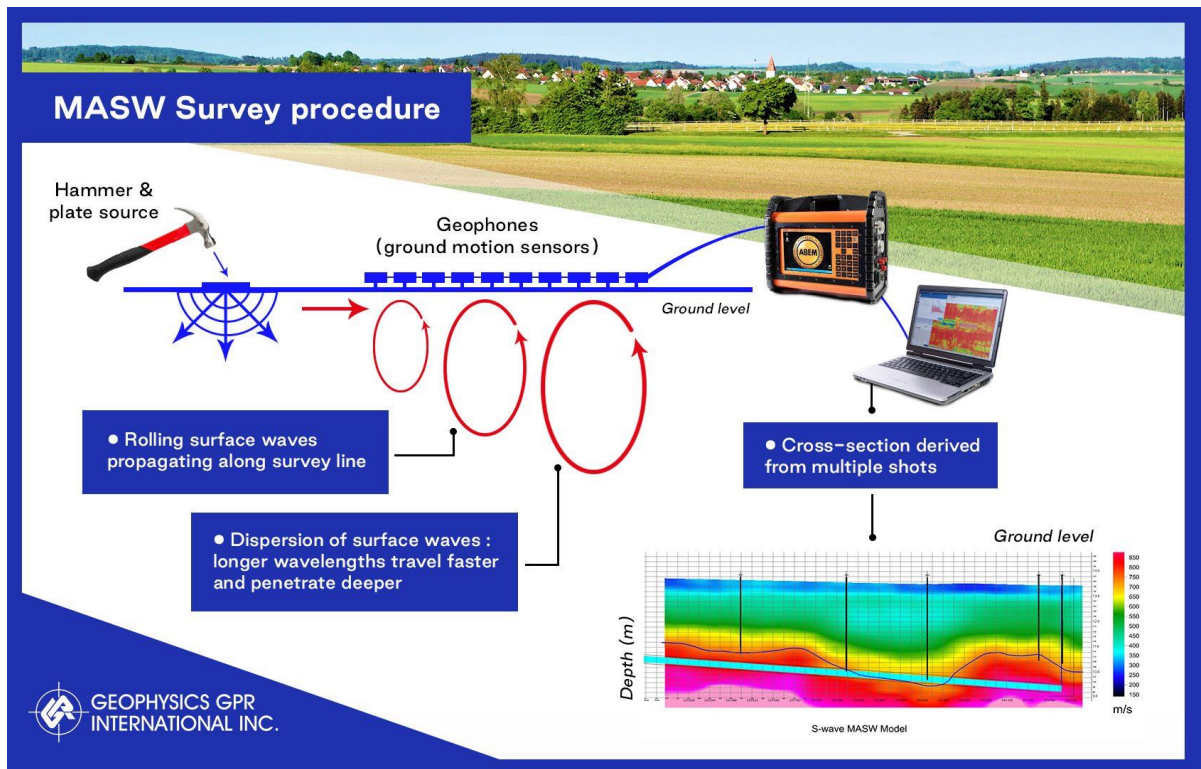 MASW Survey procedure
Hammer &
plate source
Geophones
(ground motion sensors)
ABEM
Ground level
● Rolling surface waves
propagating along survey line
● Cross-section derived
from multiple shots
● Dispersion of surface waves :
longer wavelengths travel faster
and penetrate deeper
Ground level
Depth (m)
850
800
750
700
650
600
550
500
450
400
350
300
250
200
150
m/s
S-wave MASW Model
GEOPHYSICS GPR
INTERNATIONAL INC.